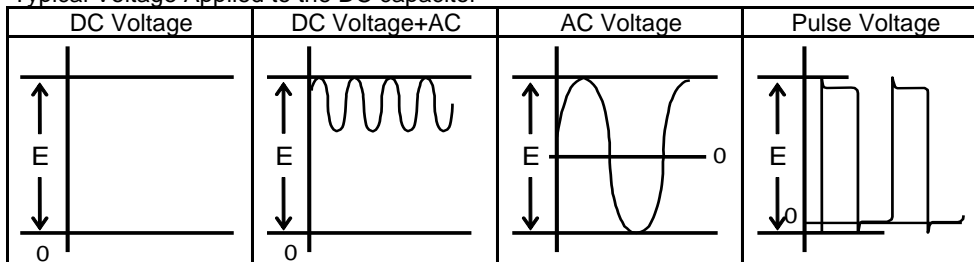 Typical Voltage Applied to the DC capacitor
DC Voltage DC Voltage+AC AC Voltage Pulse Voltage
E E E 0 E
0
0 0